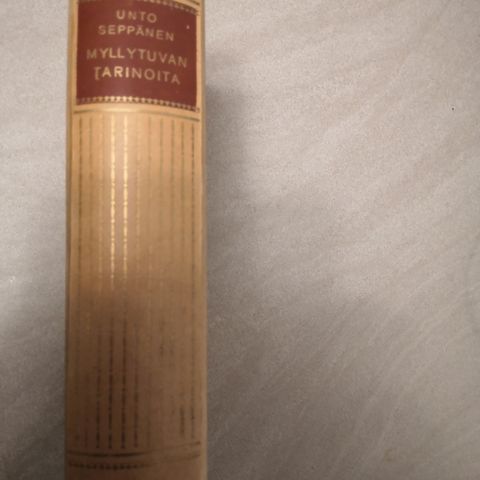 UNTO
SEPPÄNEN
MYLLYTUVAN
TARINOITA